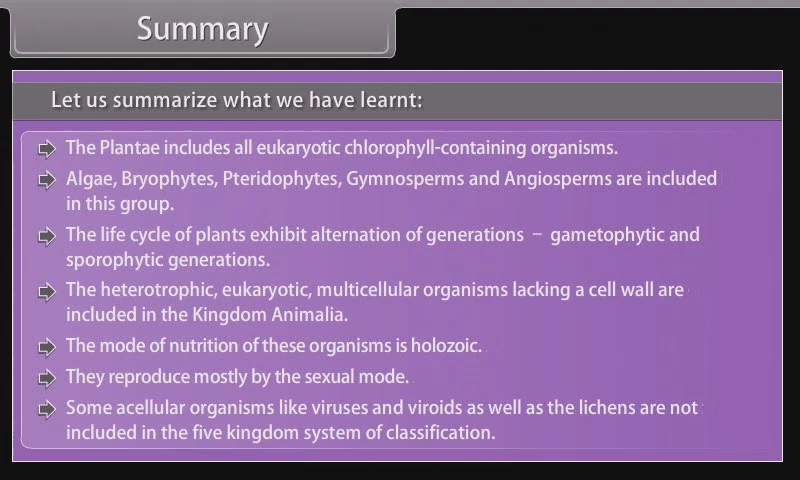 Summary
Let us summarize what we have learnt:
The Plantae includes all eukaryotic chlorophyll-containing organisms.
Algae, Bryophytes, Pteridophytes, Gymnosperms and Angiosperms are included
in this group.
The life cycle of plants exhibit alternation of generations – gametophytic and
sporophytic generations.
The heterotrophic, eukaryotic, multicellular organisms lacking a cell wall are
included in the Kingdom Animalia.
The mode of nutrition of these organisms is holozoic.
They reproduce mostly by the sexual mode.
Some acellular organisms like viruses and viroids as well as the lichens are not
included in the five kingdom system of classification.